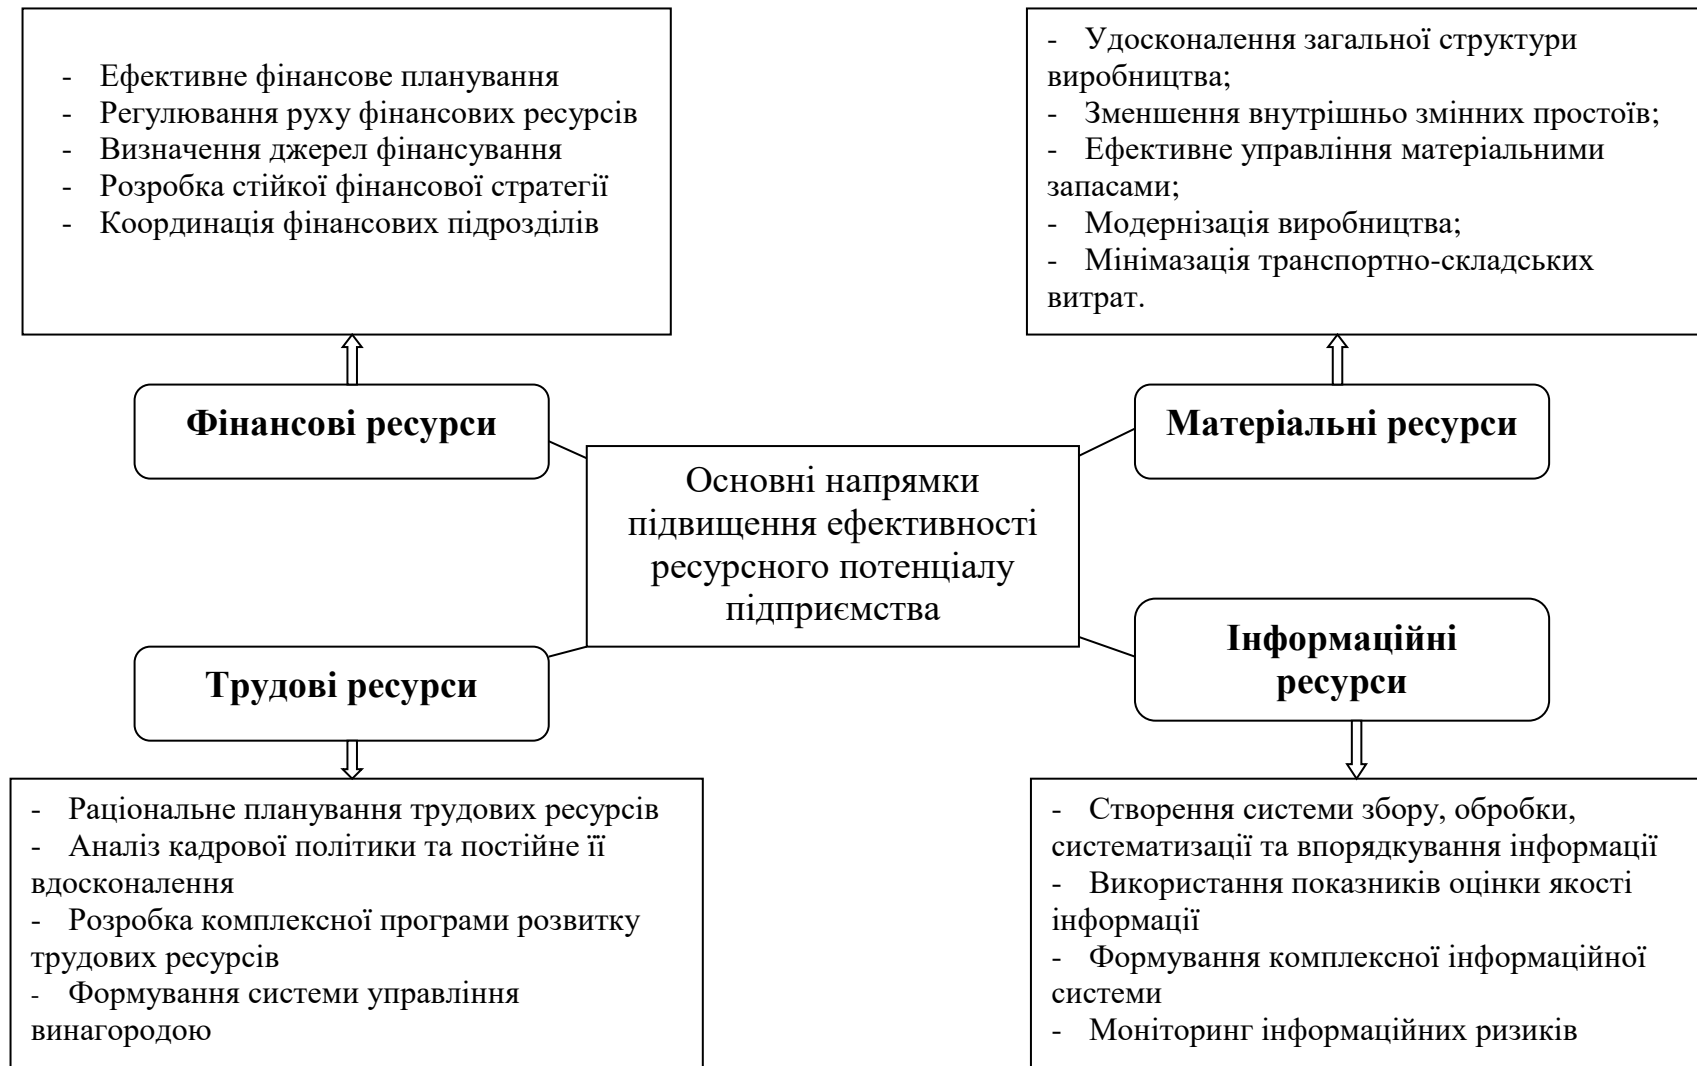 - Ефективне фінансове планування
- Регулювання руху фінансових ресурсів
- Визначення джерел фінансування
- Розробка стійкої фінансової стратегії
- Координація фінансових підрозділів
- Удосконалення загальної структури
виробництва;
- Зменшення внутрішньо змінних простоїв;
- Ефективне управління матеріальними
запасами;
- Модернізація виробництва;
- Мінімазація транспортно-складських
витрат.
Фінансові ресурси
Матеріальні ресурси
Основні напрямки
підвищення ефективності
ресурсного потенціалу
підприємства
Трудові ресурси
Інформаційні
ресурси
- Раціональне планування трудових ресурсів
- Аналіз кадрової політики та постійне її
вдосконалення
- Розробка комплексної програми розвитку
трудових ресурсів
- Формування системи управління
винагородою
- Створення системи збору, обробки,
систематизації та впорядкування інформації
- Використання показників оцінки якості
інформації
- Формування комплексної інформаційної
системи
- Моніторинг інформаційних ризиків